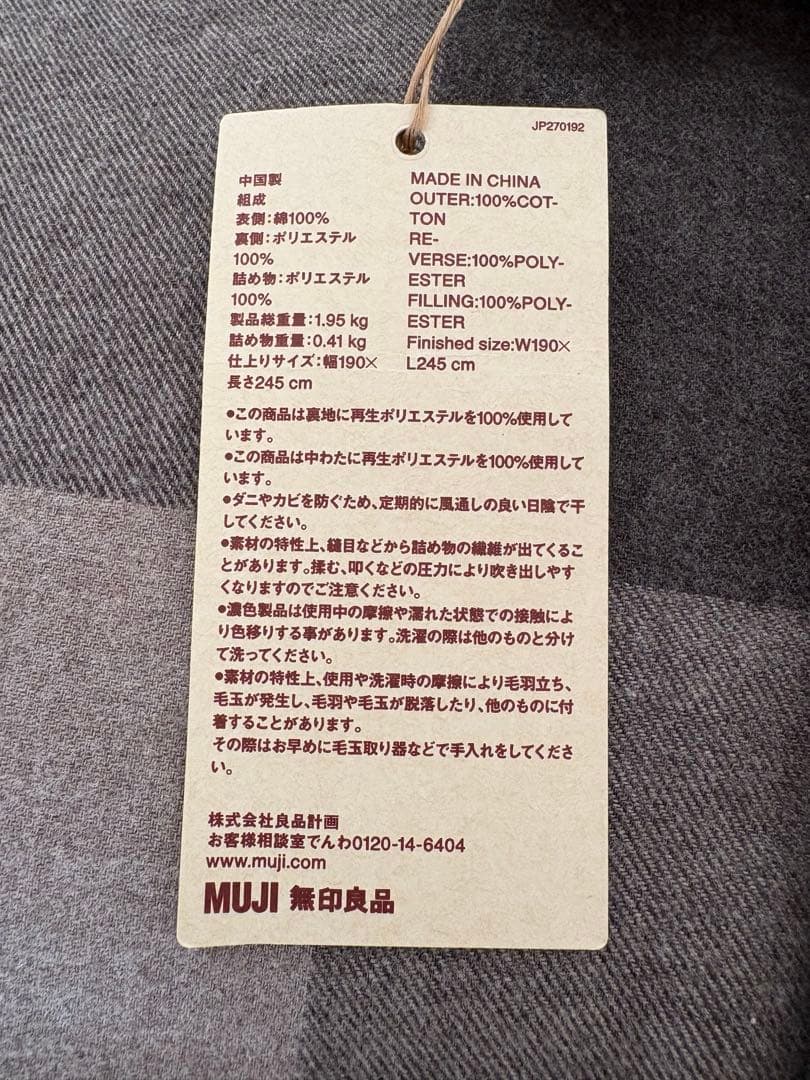 JP270192
中国製
組成
表側:綿100%
裏側:ポリエステル
100%
詰め物:ポリエステル
100%
製品総重量:1.95 kg
詰め物重量:0.41 kg
仕上りサイズ:幅190×
長さ245 cm
MADE IN CHINA
OUTER:100%COT-
TON
RE-
VERSE:100%POLY-
ESTER
FILLING:100%POLY-
ESTER
Finished size:W190×
L245 cm
●この商品は裏地に再生ポリエステルを100%使用して
います。
●この商品は中わたに再生ポリエステルを100%使用して
います。
●ダニやカビを防ぐため、定期的に風通しの良い日陰で干
してください。
●素材の特性上、縫目などから詰め物の繊維が出てくるこ
とがあります。揉む、叩くなどの圧力により吹き出しやす
くなりますのでご注意ください。
●濃色製品は使用中の摩擦や濡れた状態での接触によ
り色移りする事があります。洗濯の際は他のものと分け
て洗ってください。
●素材の特性上、使用や洗濯時の摩擦により毛羽立ち、
毛玉が発生し、毛羽や毛玉が脱落したり、他のものに付
着することがあります。
その際はお早めに毛玉取り器などで手入れをしてくださ
い。
株式会社良品計画
お客様相談室でんわ0120-14-6404
www.muji.com
MUJI 無印良品